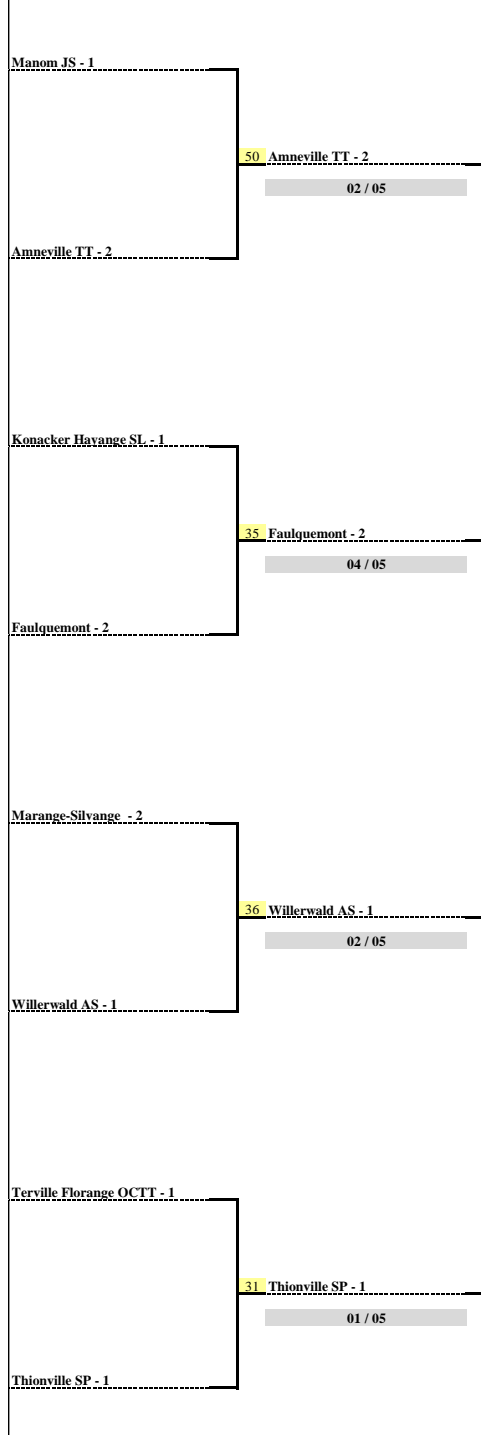 Manom JS - 1
50 Amneville TT - 2
02 / 05
Amneville TT - 2
Konacker Hayange SL - 1
35 Faulquemont - 2
04 / 05
Faulquemont - 2
Marange-Silvange - 2
36 Willerwald AS - 1
02 / 05
Willerwald AS - 1
Terville Florange OCTT - 1
31 Thionville SP - 1
01 / 05
Thionville SP - 1